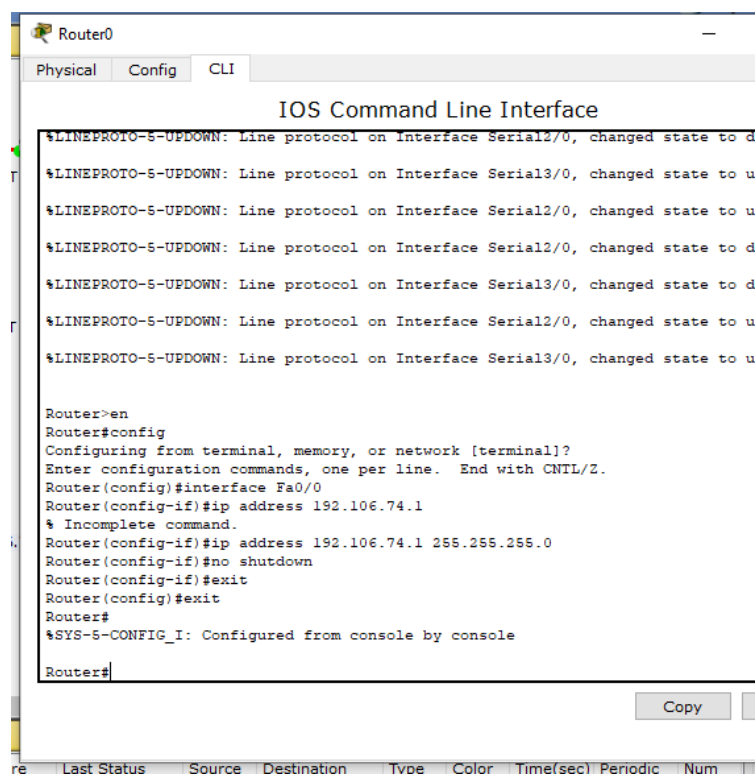 Router0
Physical Config CLI
IOS Command Line Interface
%LINEPROTO-5-UPDOWN: Line protocol on Interface Serial2/0, changed state to d
%LINEPROTO-5-UPDOWN: Line protocol on Interface Serial3/0, changed state to u
%LINEPROTO-5-UPDOWN: Line protocol on Interface Serial2/0, changed state to u
%LINEPROTO-5-UPDOWN: Line protocol on Interface Serial2/0, changed state to d
%LINEPROTO-5-UPDOWN: Line protocol on Interface Serial3/0, changed state to d
%LINEPROTO-5-UPDOWN: Line protocol on Interface Serial2/0, changed state to u
%LINEPROTO-5-UPDOWN: Line protocol on Interface Serial3/0, changed state to u
Router>en
Router#config
Configuring from terminal, memory, or network [terminal]?
Enter configuration commands, one per line.  End with CNTL/Z.
Router(config)#interface Fa0/0
Router(config-if)#ip address 192.106.74.1
% Incomplete command.
Router(config-if)#ip address 192.106.74.1 255.255.255.0
Router(config-if)#no shutdown
Router(config-if)#exit
Router(config)#exit
Router#
%SYS-5-CONFIG_I: Configured from console by console
Router#
Copy
re Last Status Source Destination Type Color Time(sec) Periodic Num